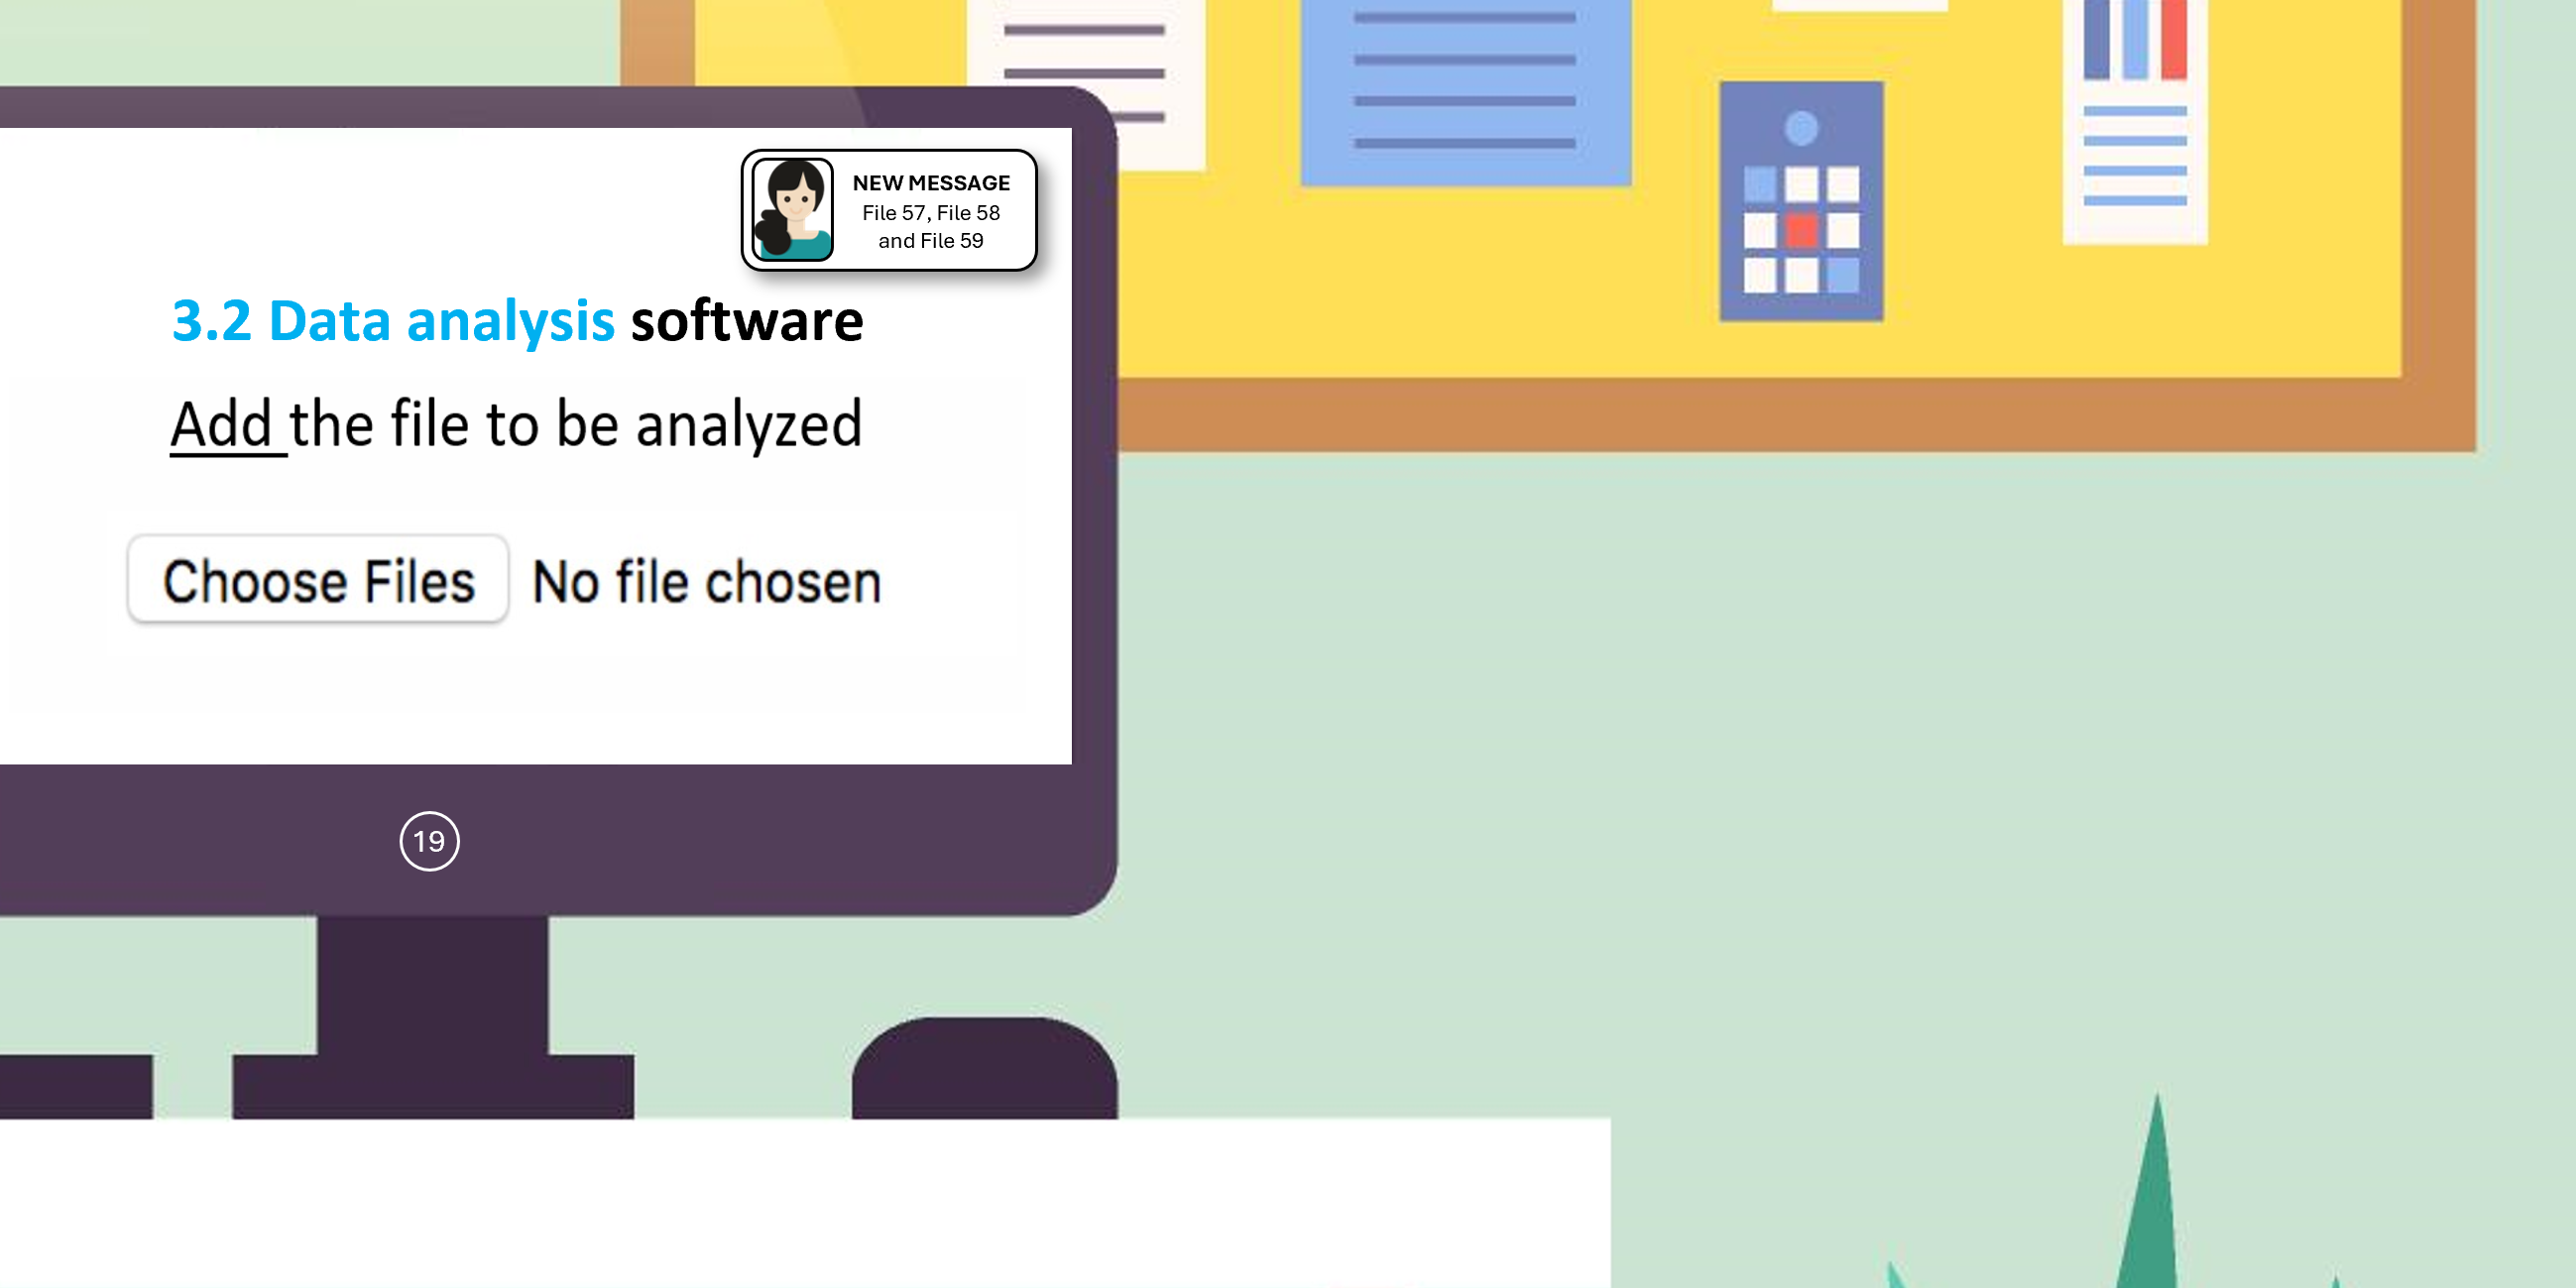 NEW MESSAGE
File 57, File 58
and File 59
3.2 Data analysis software
Add the file to be analyzed
Choose Files No file chosen
19